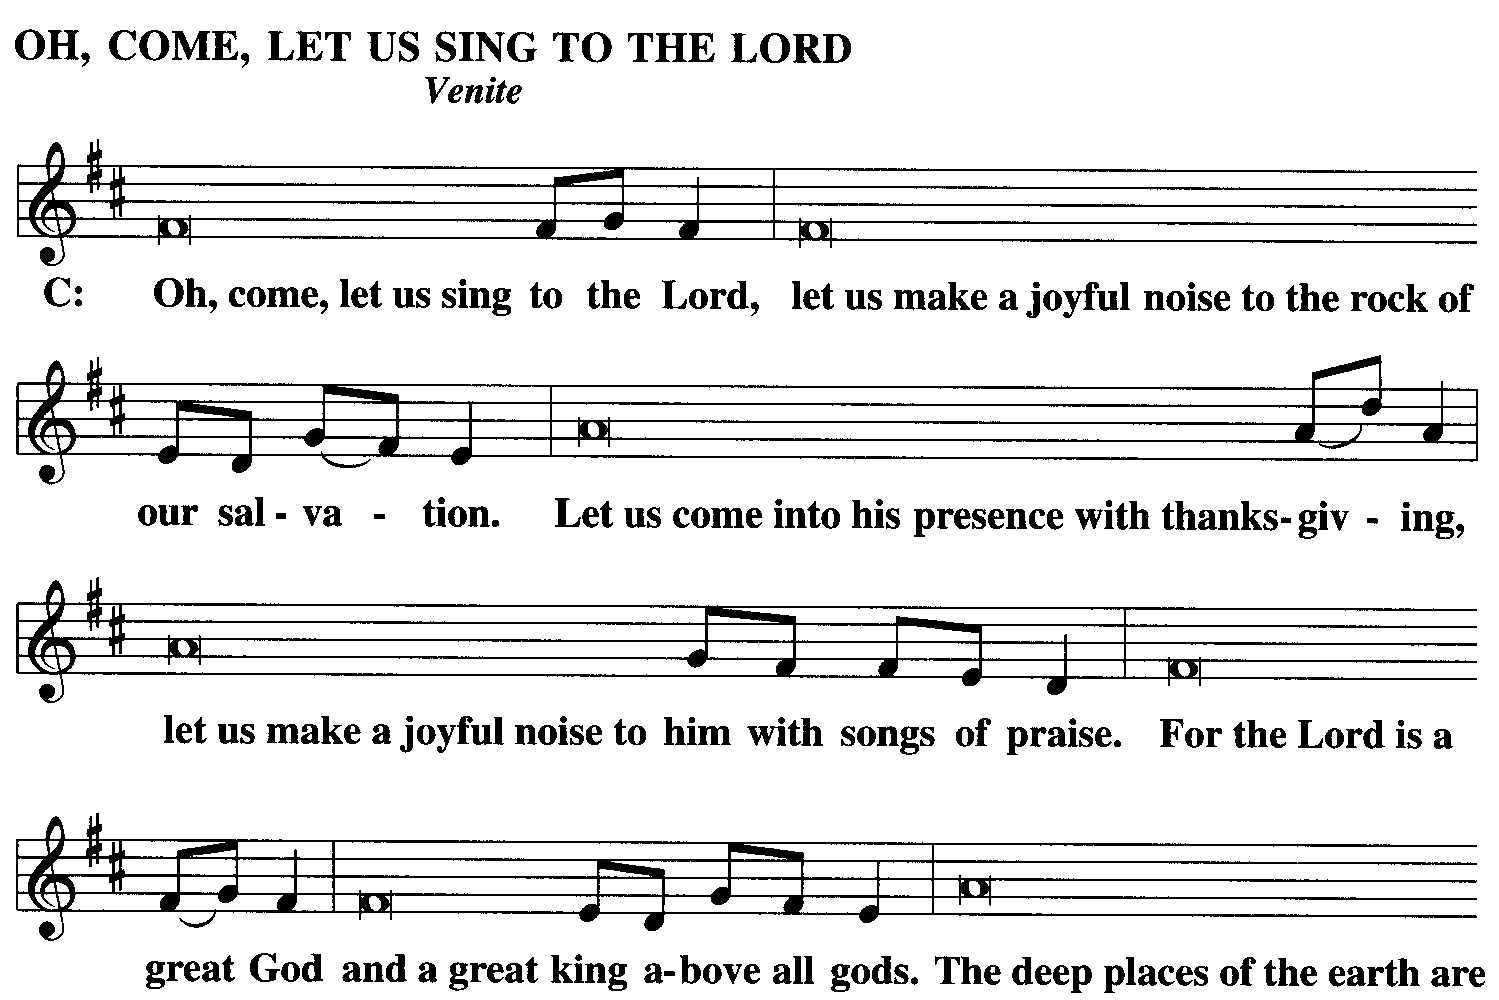 OH, COME, LET US SING TO THE LORD
Venite
C: Oh, come, let us sing to the Lord, let us make a joyful noise to the rock of
our sal - va - tion. Let us come into his presence with thanks-giv - ing,
let us make a joyful noise to him with songs of praise. For the Lord is a
great God and a great king a-bove all gods. The deep places of the earth are